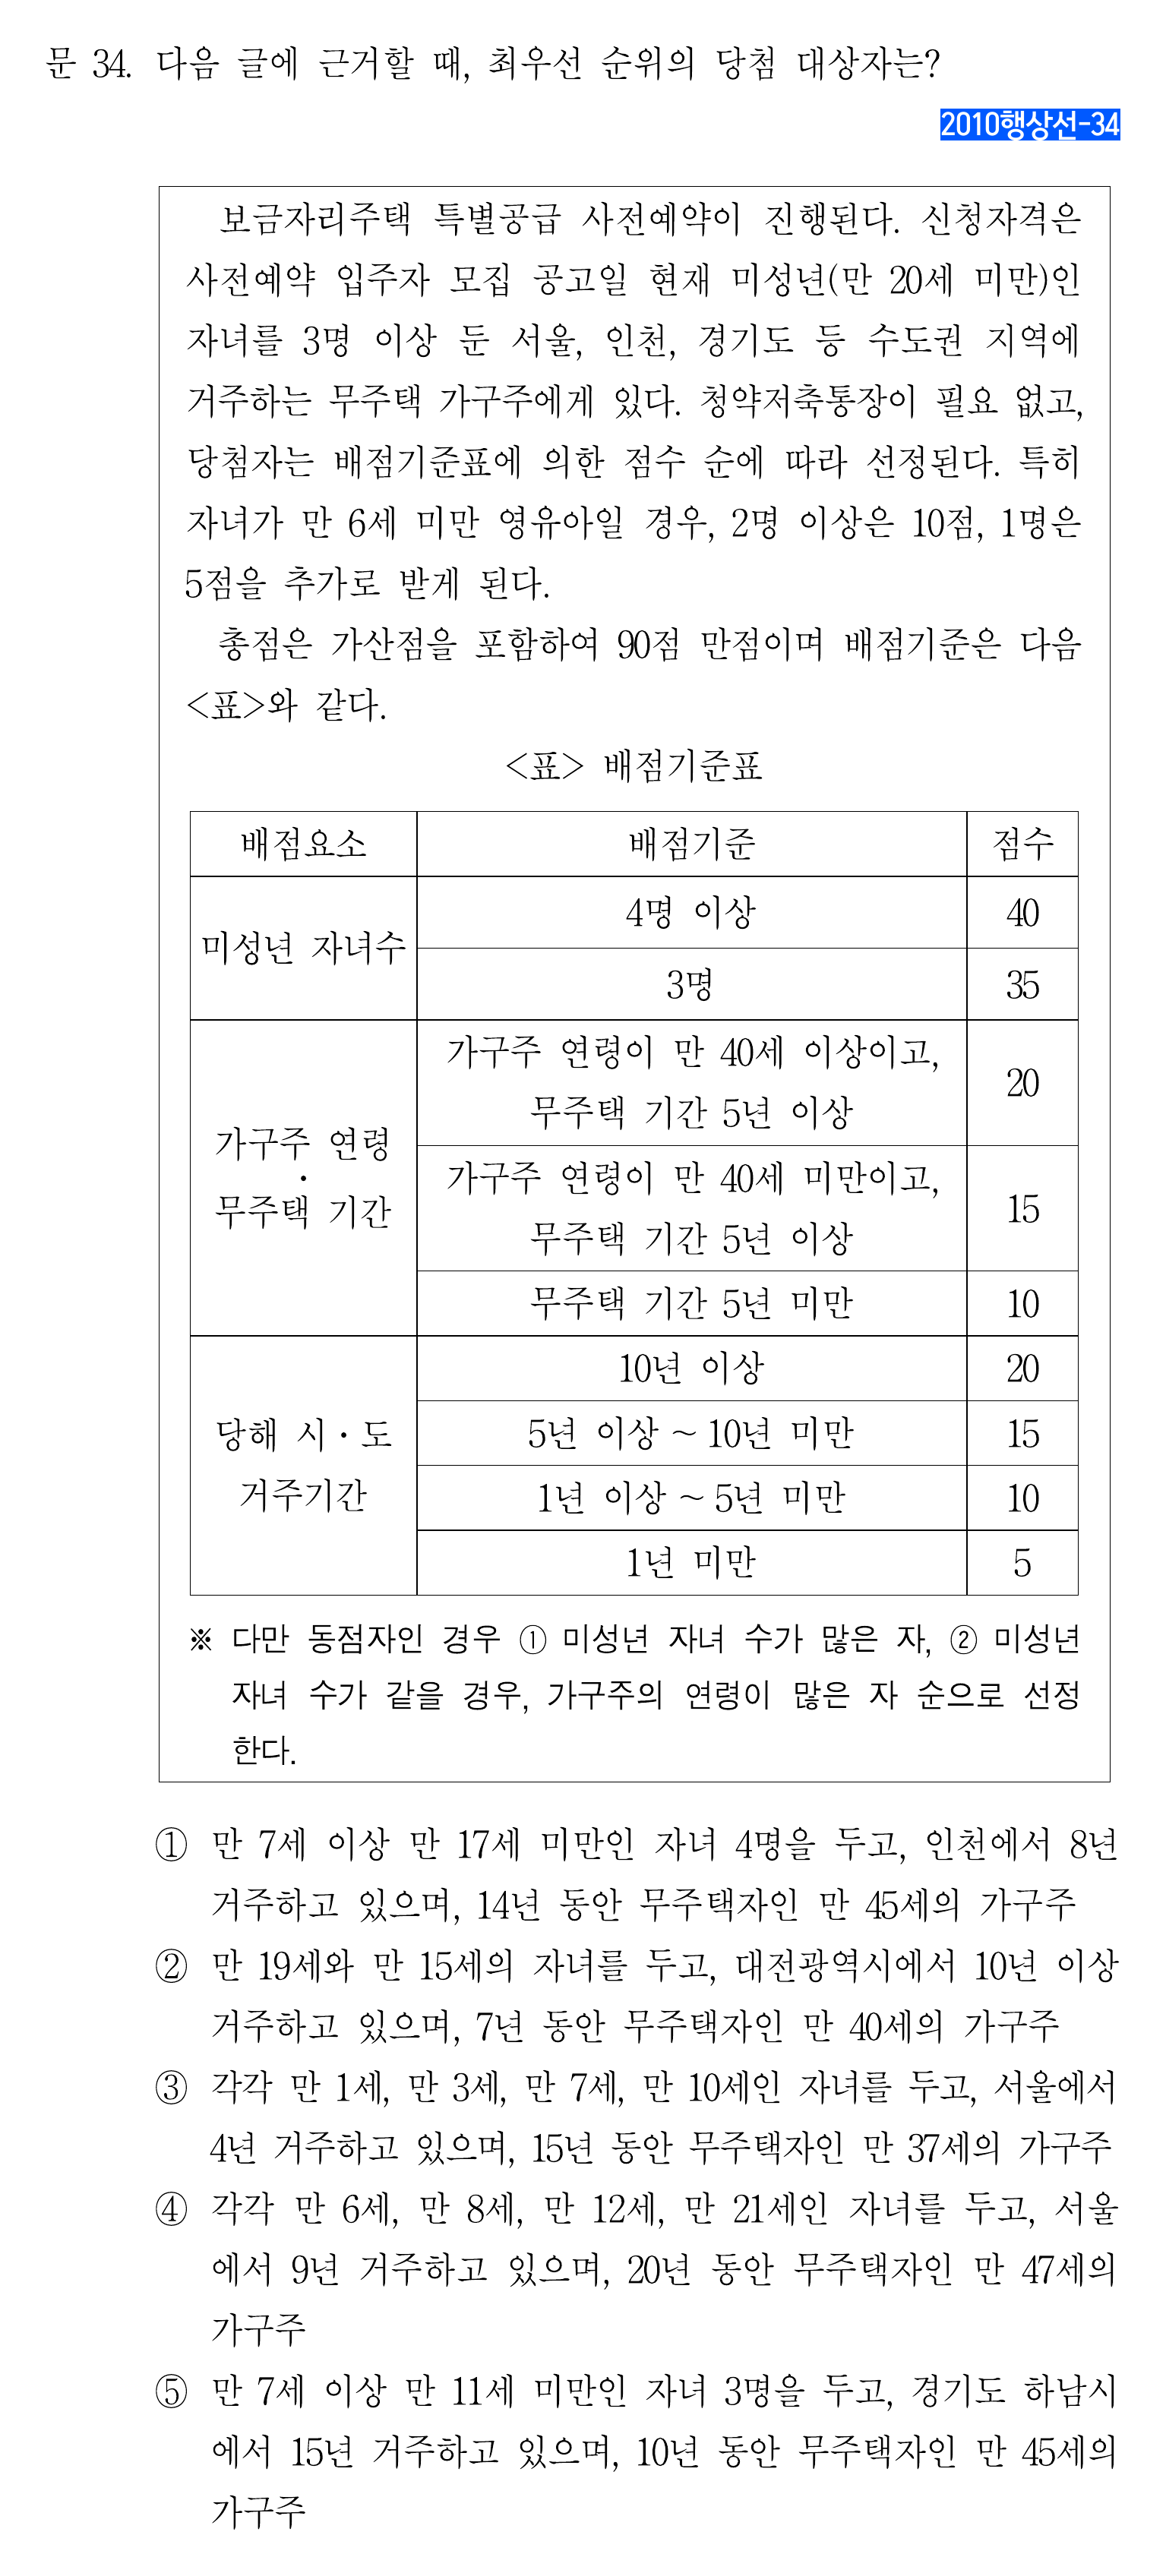 문 34. 다음 글에 근거할 때, 최우선 순위의 당첨 대상자는?
2010행상선-34
보금자리주택 특별공급 사전예약이 진행된다. 신청자격은
사전예약 입주자 모집 공고일 현재 미성년(만 20세 미만)인
자녀를 3명 이상 둔 서울, 인천, 경기도 등 수도권 지역에
거주하는 무주택 가구주에게 있다. 청약저축통장이 필요 없고,
당첨자는 배점기준표에 의한 점수 순에 따라 선정된다. 특히
자녀가 만 6세 미만 영유아일 경우, 2명 이상은 10점, 1명은
5점을 추가로 받게 된다.
총점은 가산점을 포함하여 90점 만점이며 배점기준은 다음
<표>와 같다.
<표> 배점기준표
배점요소 배점기준 점수
미성년 자녀수
4명 이상 40
3명 35
가구주 연령
·
무주택 기간
가구주 연령이 만 40세 이상이고,
무주택 기간 5년 이상
20
가구주 연령이 만 40세 미만이고,
무주택 기간 5년 이상
15
무주택 기간 5년 미만 10
당해 시·도
거주기간
10년 이상 20
5년 이상 ~ 10년 미만 15
1년 이상 ~ 5년 미만 10
1년 미만 5
※ 다만 동점자인 경우 ① 미성년 자녀 수가 많은 자, ② 미성년
자녀 수가 같을 경우, 가구주의 연령이 많은 자 순으로 선정
한다.
① 만 7세 이상 만 17세 미만인 자녀 4명을 두고, 인천에서 8년
거주하고 있으며, 14년 동안 무주택자인 만 45세의 가구주
② 만 19세와 만 15세의 자녀를 두고, 대전광역시에서 10년 이상
거주하고 있으며, 7년 동안 무주택자인 만 40세의 가구주
③ 각각 만 1세, 만 3세, 만 7세, 만 10세인 자녀를 두고, 서울에서
4년 거주하고 있으며, 15년 동안 무주택자인 만 37세의 가구주
④ 각각 만 6세, 만 8세, 만 12세, 만 21세인 자녀를 두고, 서울
에서 9년 거주하고 있으며, 20년 동안 무주택자인 만 47세의
가구주
⑤ 만 7세 이상 만 11세 미만인 자녀 3명을 두고, 경기도 하남시
에서 15년 거주하고 있으며, 10년 동안 무주택자인 만 45세의
가구주